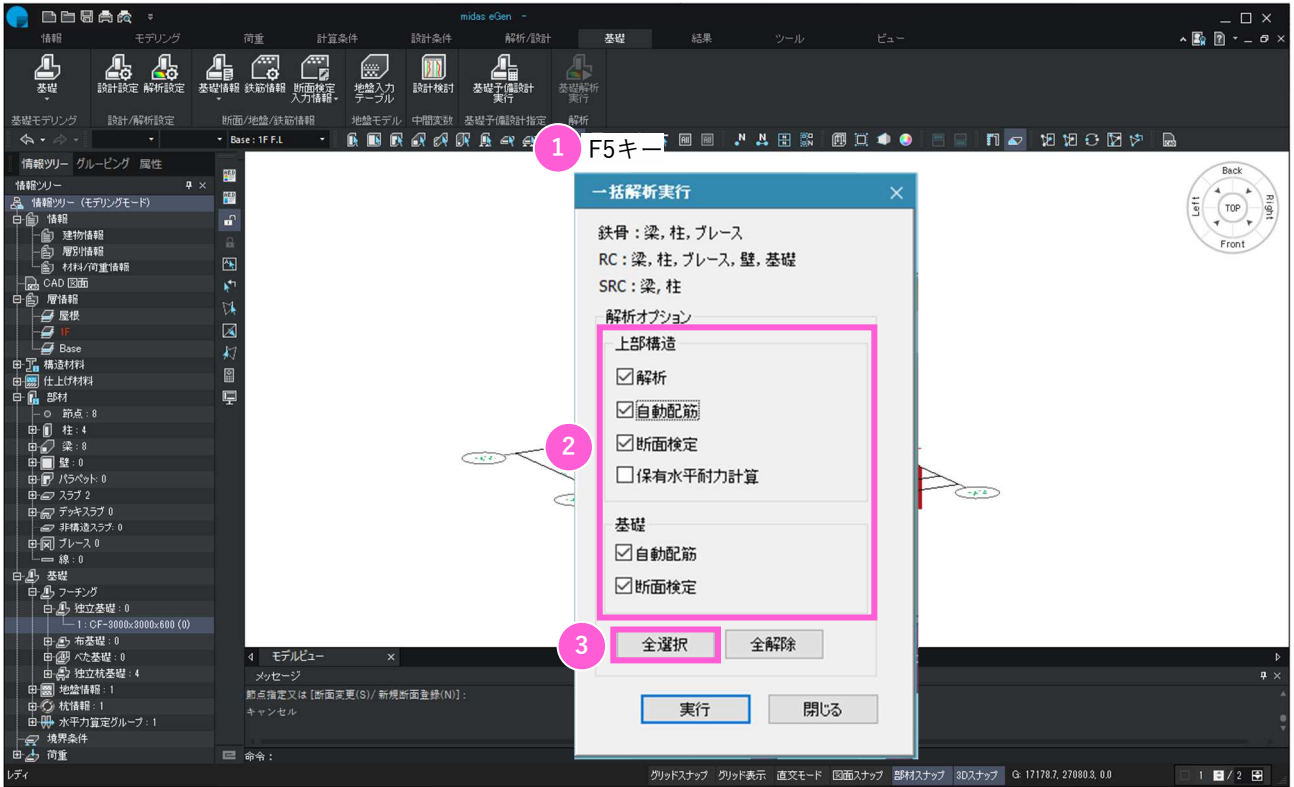 midas eGen -
情報 モデリング 荷重 計算条件 設計条件 解析/設計 基礎 結果 ツール ビュー
基礎
設計設定 解析設定
基礎情報 鉄筋情報 断面検定入力情報
地盤入力テーブル
設計検討
基礎予備設計実行
基礎解析実行
基礎モデリング 設計/解析設定 断面/地盤/鉄筋情報 地盤モデル 中間変数 基礎予備設計指定 解析
Base : 1F F.L
1 F5キー
情報ツリー グルーピング 属性
情報ツリー
情報ツリー (モデリングモード)
情報
建物情報
層別情報
材料/荷重情報
CAD 図面
層情報
屋根
1F
Base
構造材料
仕上げ材料
部材
節点 : 8
柱 : 4
梁 : 8
壁 : 0
パラペット: 0
スラブ 2
デッキスラブ 0
非構造スラブ: 0
ブレース 0
線 : 0
基礎
フーチング
独立基礎 : 0
1 : CF-3000x3000x600 (0)
布基礎 : 0
べた基礎 : 0
独立杭基礎 : 4
地盤情報 : 1
杭情報 : 1
水平力算定グループ : 1
境界条件
荷重
Back
Left
TOP
Right
Front
一括解析実行
鉄骨 : 梁, 柱, ブレース
RC : 梁, 柱, ブレース, 壁, 基礎
SRC : 梁, 柱
解析オプション
上部構造
解析
自動配筋
2
断面検定
保有水平耐力計算
基礎
自動配筋
断面検定
3
全選択 全解除
実行 閉じる
モデルビュー
メッセージ
節点指定又は [断面変更(S)/ 新規断面登録(N)] :
キャンセル
命令 :
レディ
グリッドスナップ グリッド表示 直交モード 図面スナップ 部材スナップ 3Dスナップ G: 17178.7, 27080.3, 0.0
1 / 2